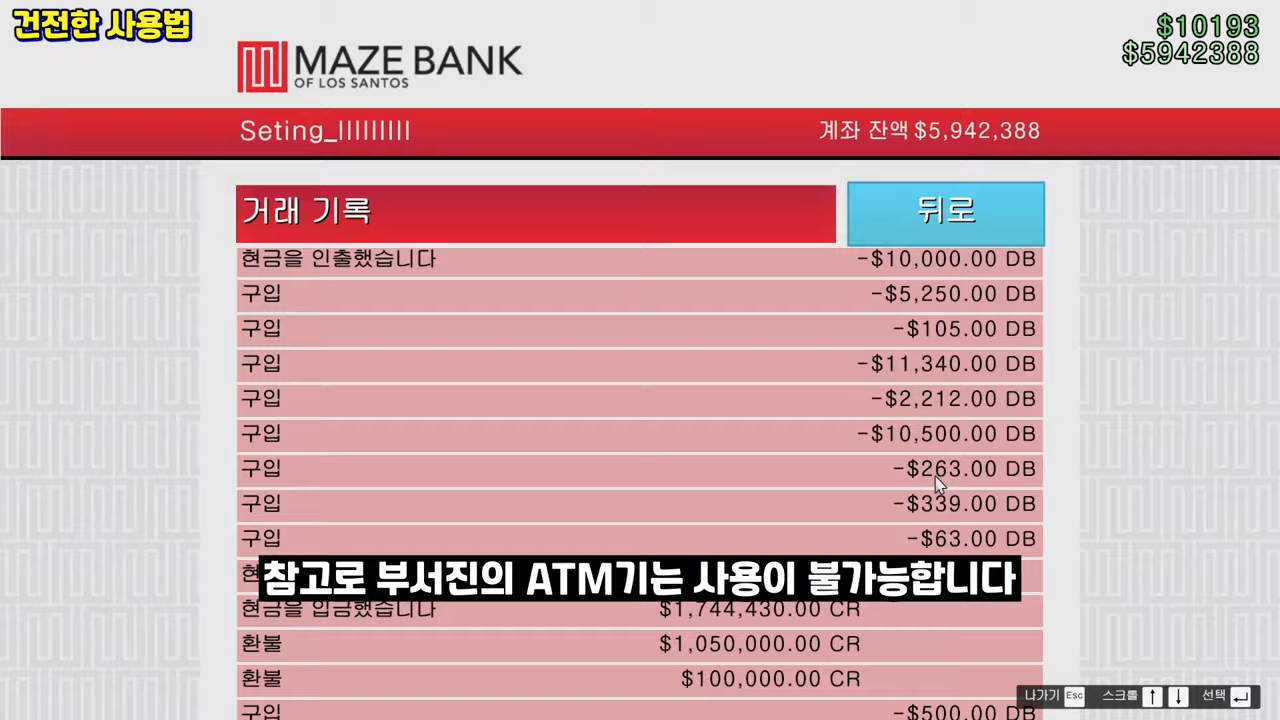 건전한 사용법
$10193
$5942388
MAZE BANK
OF LOS SANTOS
Seting_lllllllll
계좌 잔액 $5,942,388
거래 기록
뒤로
현금을 인출했습니다 -$10,000.00 DB
구입 -$5,250.00 DB
구입 -$105.00 DB
구입 -$11,340.00 DB
구입 -$2,212.00 DB
구입 -$10,500.00 DB
구입 -$263.00 DB
구입 -$339.00 DB
구입 -$63.00 DB
참고로 부서진의 ATM기는 사용이 불가능합니다
현금을 입금했습니다 $1,744,430.00 CR
환불 $1,050,000.00 CR
환불 $100,000.00 CR
구입 -$500.00 DB
나가기 Esc 스크롤 ↑ ↓ 선택 ↵